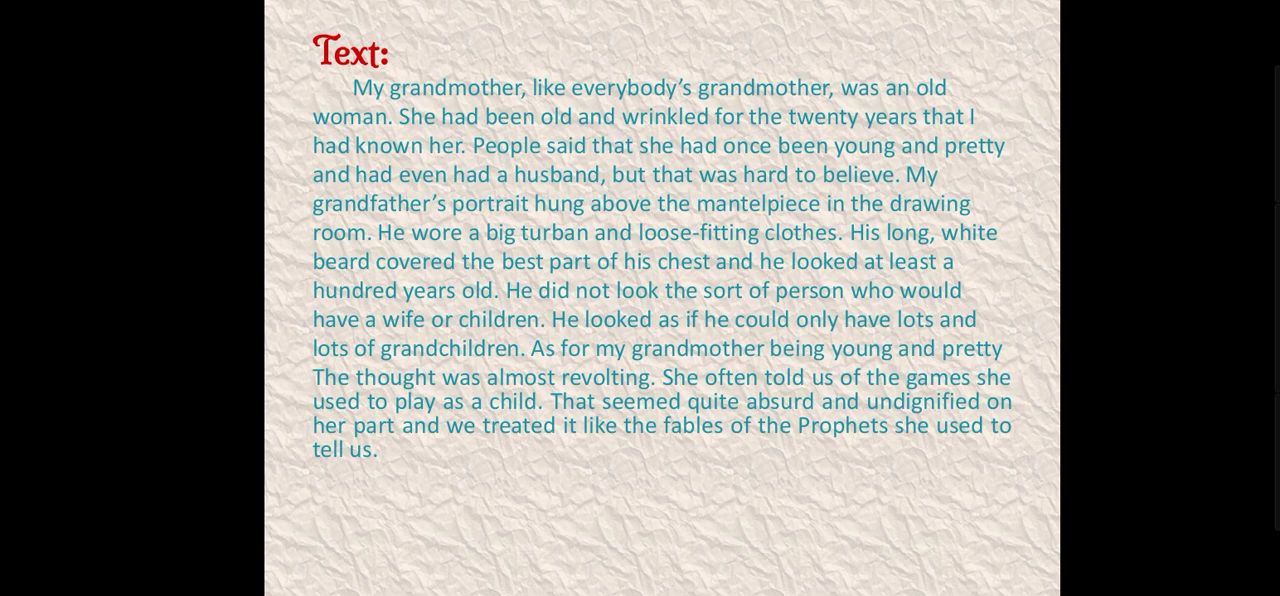 Text:
My grandmother, like everybody’s grandmother, was an old
woman. She had been old and wrinkled for the twenty years that I
had known her. People said that she had once been young and pretty
and had even had a husband, but that was hard to believe. My
grandfather’s portrait hung above the mantelpiece in the drawing
room. He wore a big turban and loose-fitting clothes. His long, white
beard covered the best part of his chest and he looked at least a
hundred years old. He did not look the sort of person who would
have a wife or children. He looked as if he could only have lots and
lots of grandchildren. As for my grandmother being young and pretty
The thought was almost revolting. She often told us of the games she
used to play as a child. That seemed quite absurd and undignified on
her part and we treated it like the fables of the Prophets she used to
tell us.